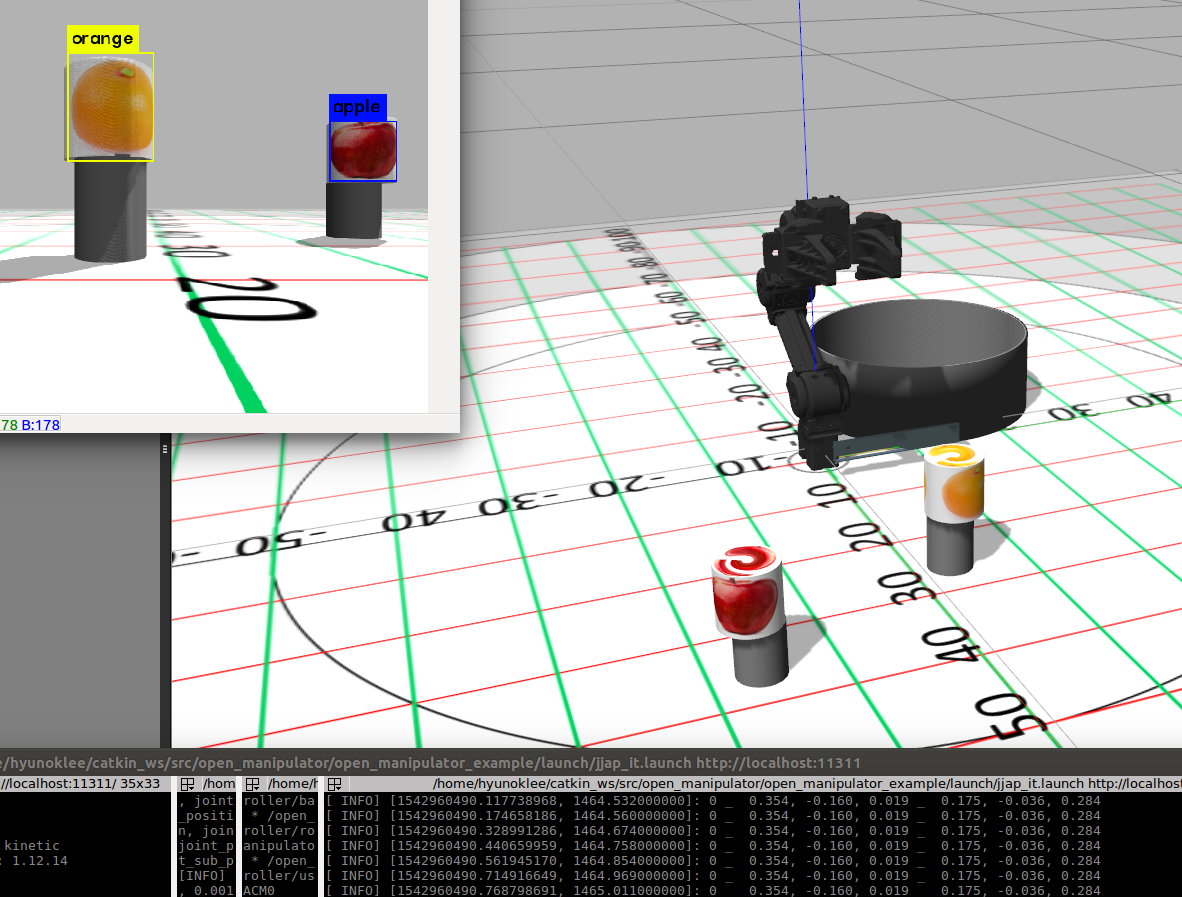 orange
apple
30
20
78 B:178
-50
-40
-30
-20
-10
-50
40
-30
-20
-10
30
40
10
20
30
40
50
e/hyunoklee/catkin_ws/src/open_manipulator/open_manipulator_example/launch/jjap_it.launch http://localhost:11311
://localhost:11311/ 35x33
/hom
/home/h
/home/hyunoklee/catkin_ws/src/open_manipulator/open_manipulator_example/launch/jjap_it.launch http://localhost
kinetic
: 1.12.14
, joint
_positi
n, join
joint_p
t_sub_p
[INFO]
, 0.001
roller/ba
* /open_
roller/ro
anipulato
* /open_
roller/us
ACM0
[ INFO] [1542960490.117738968, 1464.532000000]: 0 _ 0.354, -0.160, 0.019 _ 0.175, -0.036, 0.284
[ INFO] [1542960490.174658186, 1464.560000000]: 0 _ 0.354, -0.160, 0.019 _ 0.175, -0.036, 0.284
[ INFO] [1542960490.328991286, 1464.674000000]: 0 _ 0.354, -0.160, 0.019 _ 0.175, -0.036, 0.284
[ INFO] [1542960490.440659959, 1464.758000000]: 0 _ 0.354, -0.160, 0.019 _ 0.175, -0.036, 0.284
[ INFO] [1542960490.561945170, 1464.854000000]: 0 _ 0.354, -0.160, 0.019 _ 0.175, -0.036, 0.284
[ INFO] [1542960490.714916649, 1464.969000000]: 0 _ 0.354, -0.160, 0.019 _ 0.175, -0.036, 0.284
[ INFO] [1542960490.768798691, 1465.011000000]: 0 _ 0.354, -0.160, 0.019 _ 0.175, -0.036, 0.284